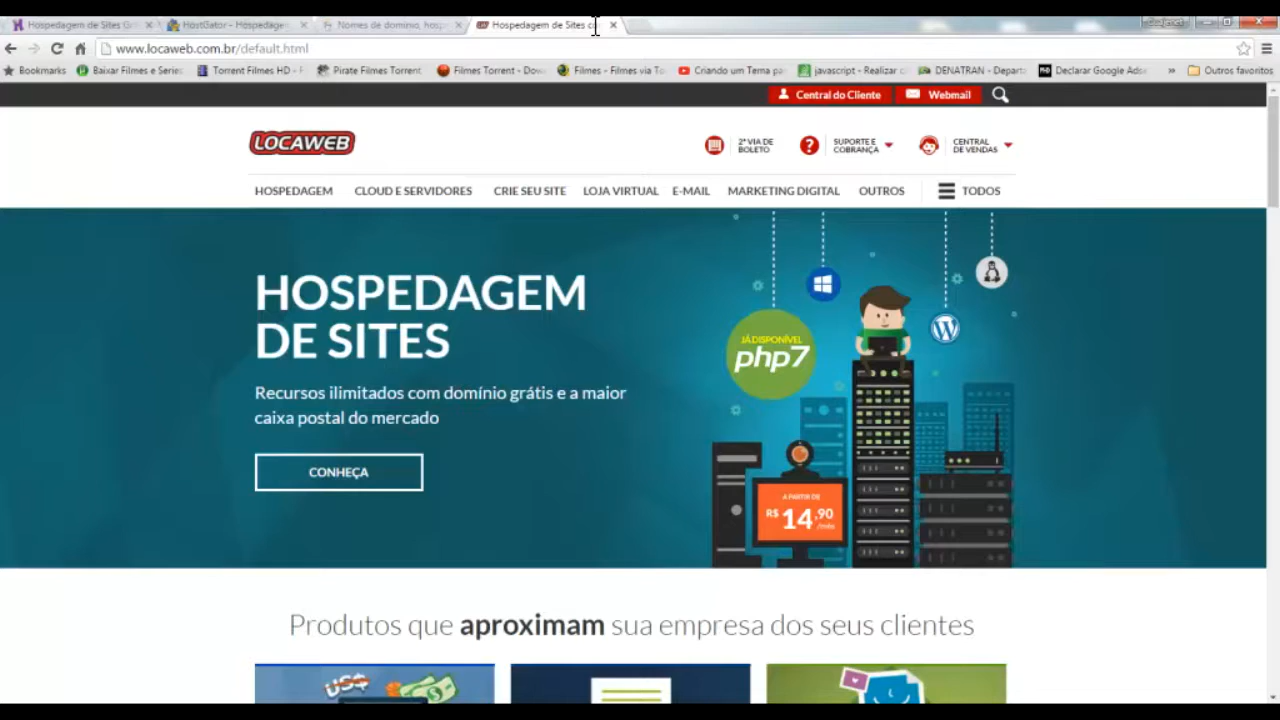 Hospedagem de Sites Gr
HostGator - Hospedage
Nomes de domínio, hosp
Hospedagem de Sites c
www.locaweb.com.br/default.html
Bookmarks
Baixar Filmes e Series
Torrent Filmes HD - F
Pirate Filmes Torrent
Filmes Torrent - Dow
Filmes - Filmes via To
Criando um Tema pa
javascript - Realizar c
DENATRAN - Depart
Declarar Google Ads
»
Outros favoritos
Central do Cliente
Webmail
LOCAWEB
2ª VIA DE
BOLETO
SUPORTE E
COBRANÇA
CENTRAL
DE VENDAS
HOSPEDAGEM
CLOUD E SERVIDORES
CRIE SEU SITE
LOJA VIRTUAL
E-MAIL
MARKETING DIGITAL
OUTROS
TODOS
HOSPEDAGEM
DE SITES
Recursos ilimitados com domínio grátis e a maior
caixa postal do mercado
CONHEÇA
JÁ DISPONÍVEL
php7
A PARTIR DE
R$ 14,90
/mês
Produtos que aproximam sua empresa dos seus clientes
US$